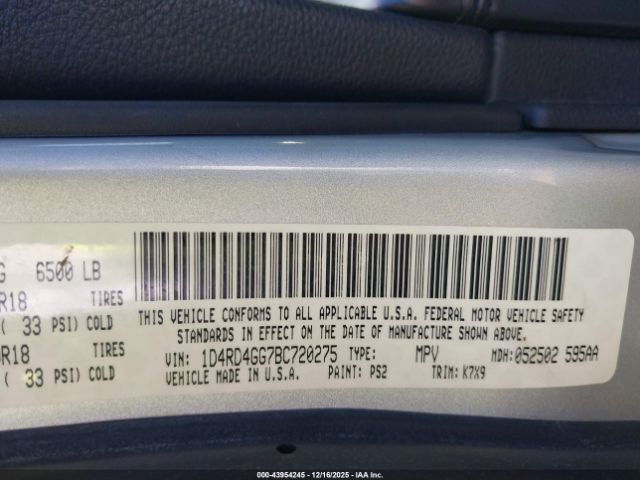 G 6500 LB
R18 TIRES
( 33 PSI) COLD
R18 TIRES
( 33 PSI) COLD
THIS VEHICLE CONFORMS TO ALL APPLICABLE U.S.A. FEDERAL MOTOR VEHICLE SAFETY
STANDARDS IN EFFECT ON THE DATE OF MANUFACTURE SHOWN ABOVE.
VIN: 1D4RD4GG7BC720275 TYPE: MPV MDH: 052502 595AA
VEHICLE MADE IN U.S.A. PAINT: PS2 TRIM: K7X9
000-43954245 - 12/16/2025 - IAA Inc.